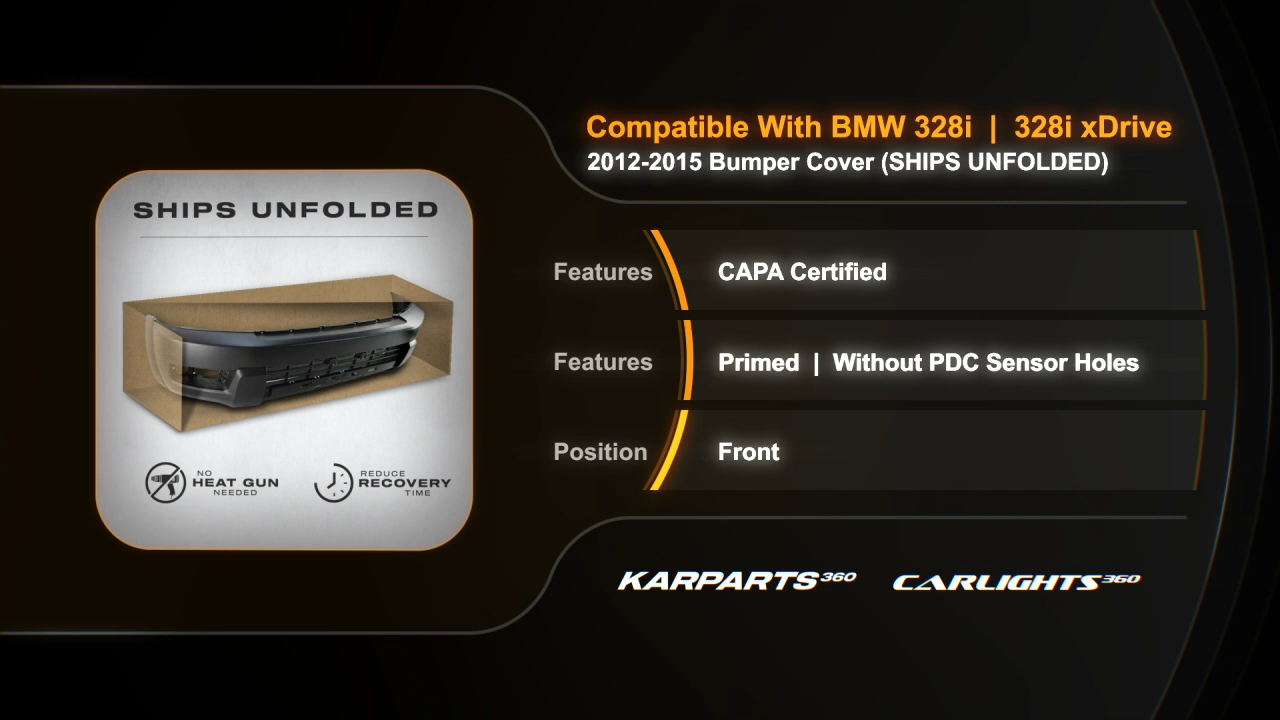 SHIPS UNFOLDED
NO
HEAT GUN
NEEDED
REDUCE
RECOVERY
TIME
Compatible With BMW 328i | 328i xDrive
2012-2015 Bumper Cover (SHIPS UNFOLDED)
Features CAPA Certified
Features Primed | Without PDC Sensor Holes
Position Front
KARPARTS360 CARLIGHTS360